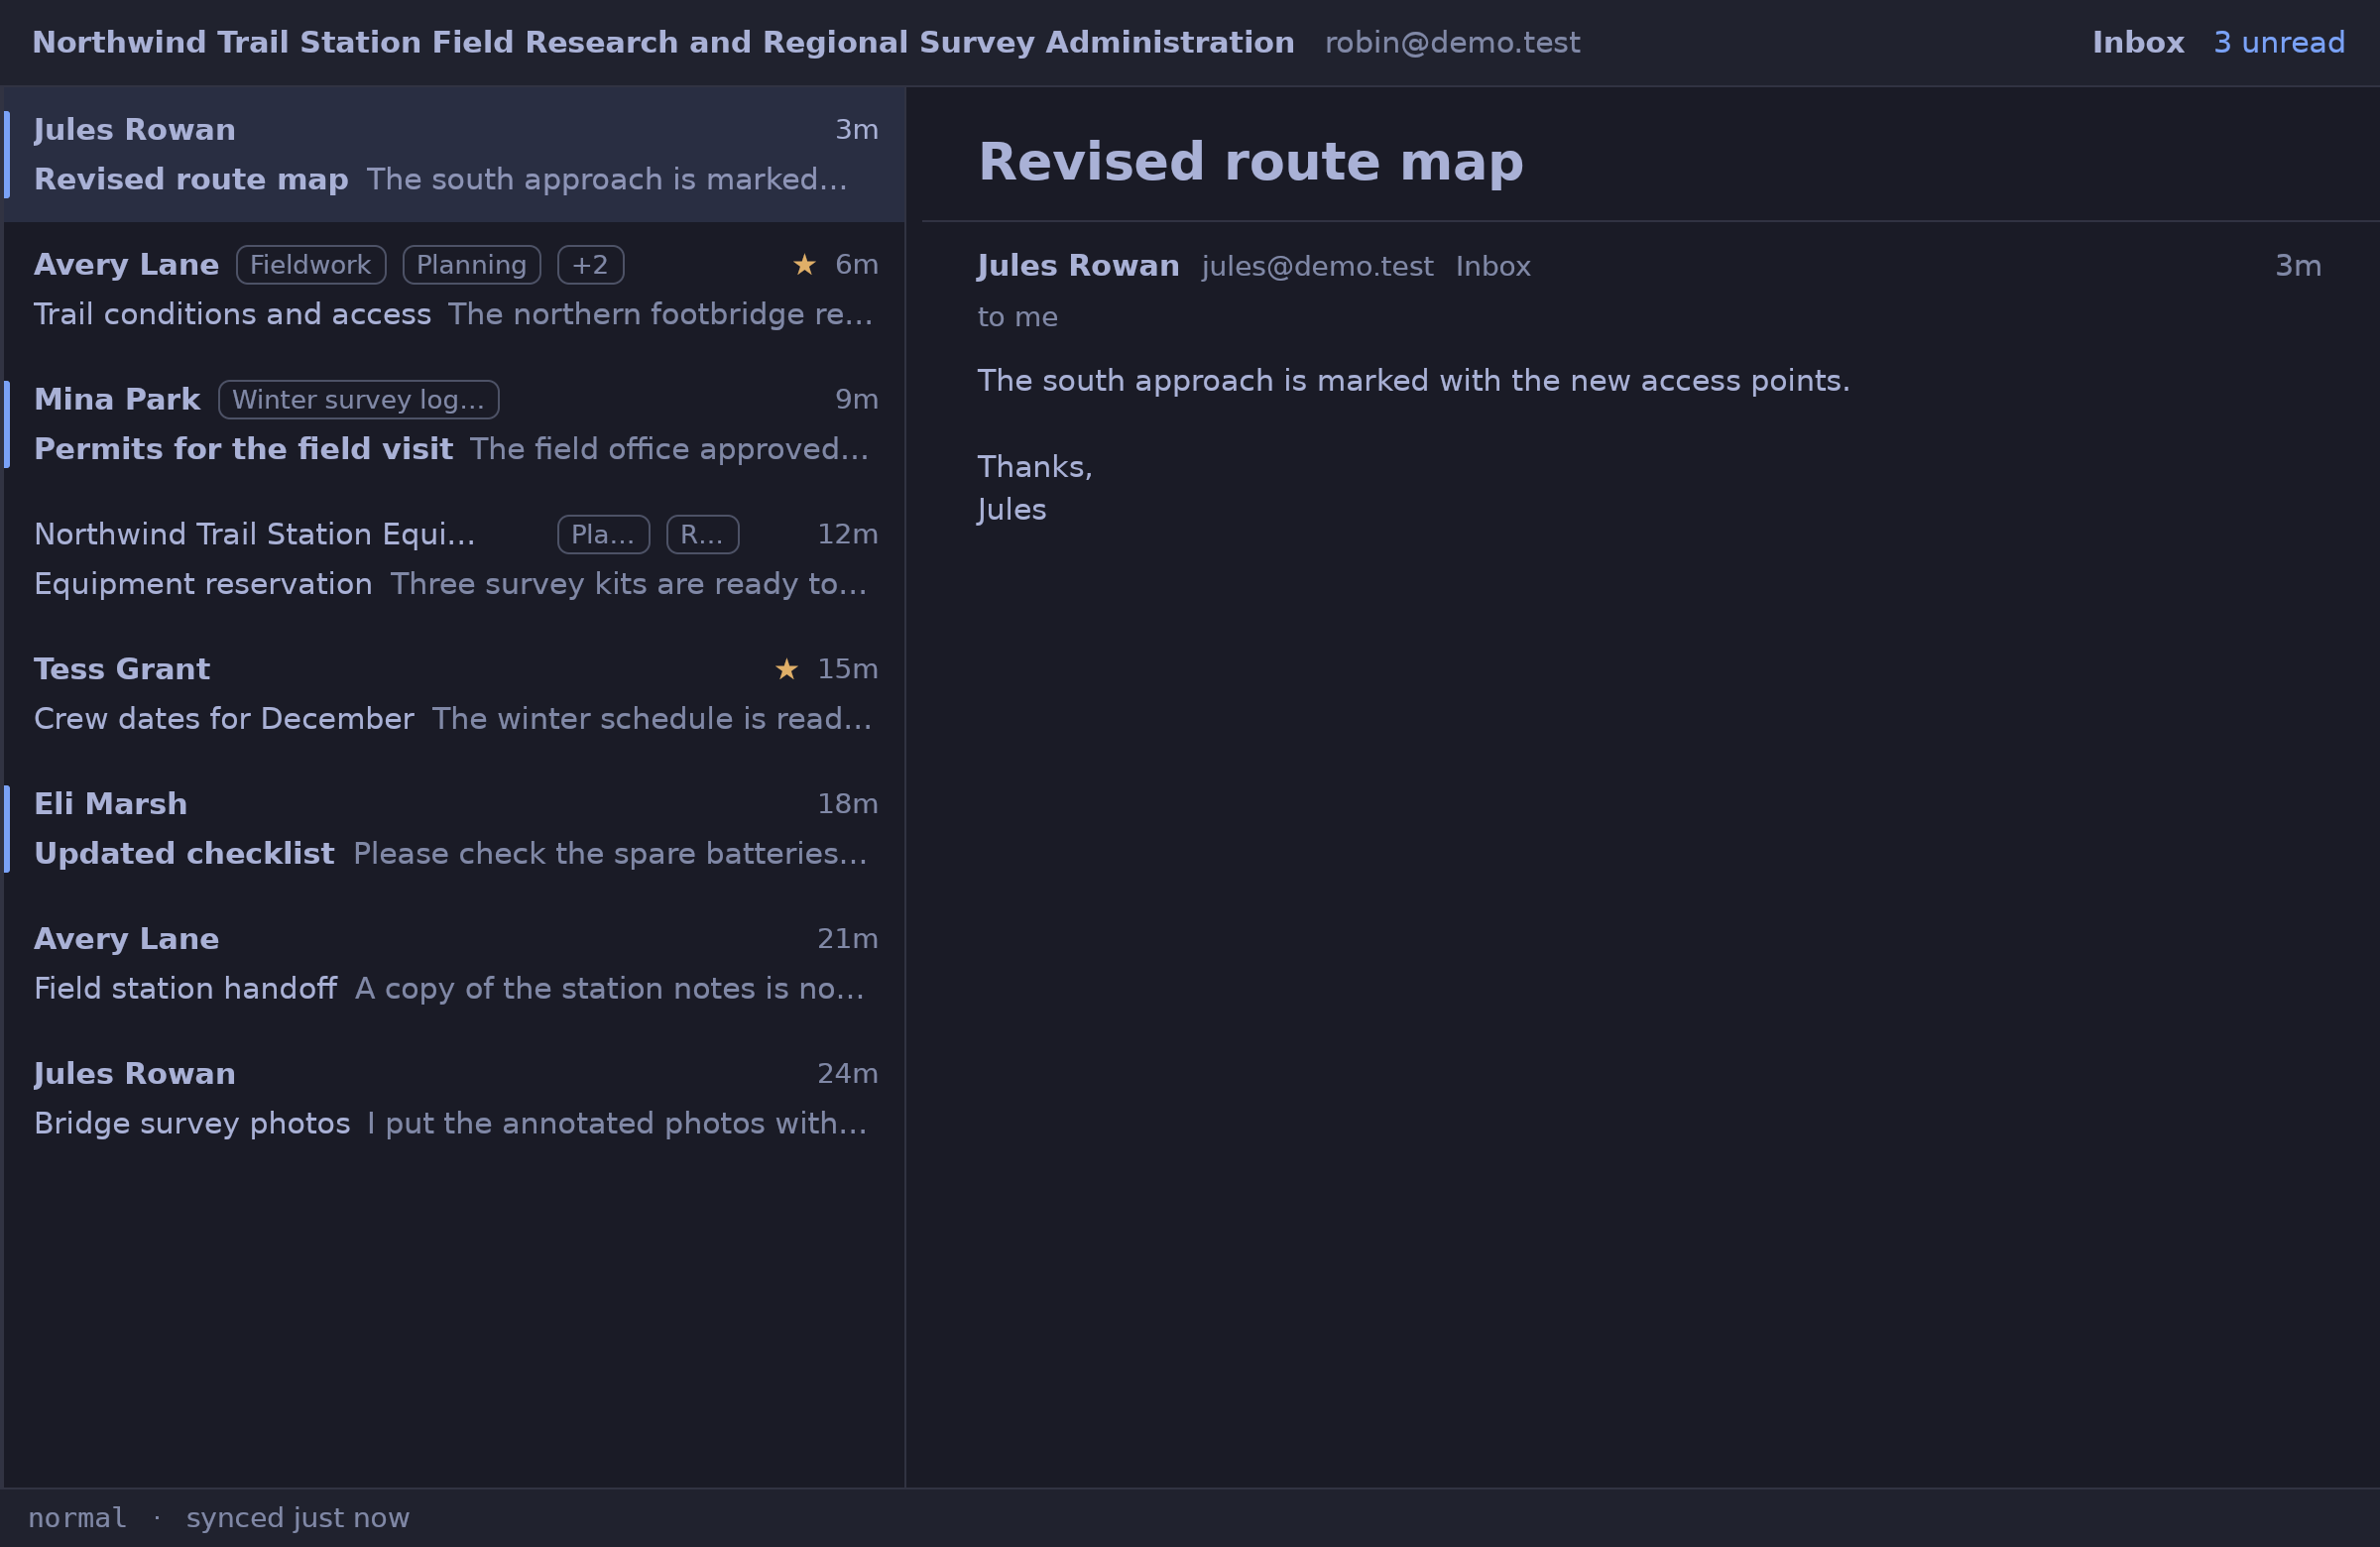 Northwind Trail Station Field Research and Regional Survey Administration robin@demo.test Inbox 3 unread
Jules Rowan 3m
Revised route map The south approach is marked…
Avery Lane Fieldwork Planning +2 ★ 6m
Trail conditions and access The northern footbridge re…
Mina Park Winter survey log… 9m
Permits for the field visit The field office approved…
Northwind Trail Station Equi… Pla… R… 12m
Equipment reservation Three survey kits are ready to…
Tess Grant ★ 15m
Crew dates for December The winter schedule is read…
Eli Marsh 18m
Updated checklist Please check the spare batteries…
Avery Lane 21m
Field station handoff A copy of the station notes is no…
Jules Rowan 24m
Bridge survey photos I put the annotated photos with…
Revised route map
Jules Rowan jules@demo.test Inbox 3m
to me
The south approach is marked with the new access points.
Thanks,
Jules
normal · synced just now